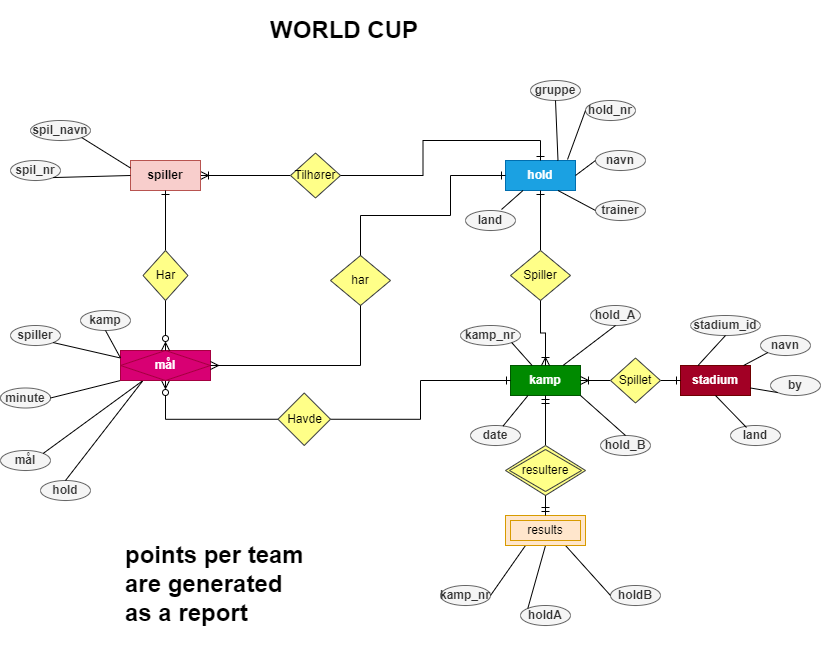 WORLD CUP
gruppe
hold_nr
spil_navn
navn
spil_nr
spiller
Tilhører
hold
trainer
land
Har
har
Spiller
kamp
hold_A
stadium_id
spiller
kamp_nr
navn
mål
kamp
Spillet
stadium
by
minute
Havde
date
hold_B
land
mål
resultere
hold
results
points per team
are generated
as a report
kamp_nr
holdA
holdB